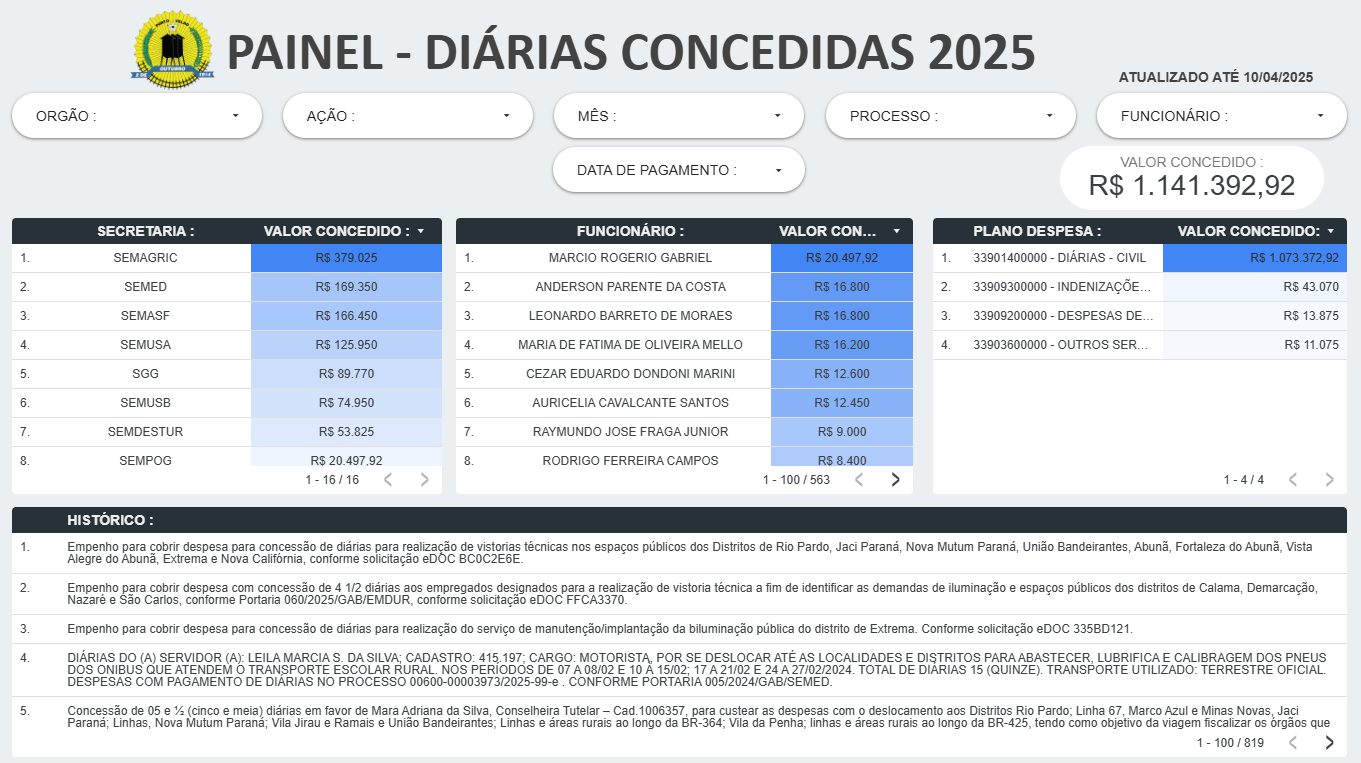 PAINEL - DIÁRIAS CONCEDIDAS 2025
ATUALIZADO ATÉ 10/04/2025
ORGÃO :
AÇÃO :
MÊS :
PROCESSO :
FUNCIONÁRIO :
DATA DE PAGAMENTO :
VALOR CONCEDIDO :
R$ 1.141.392,92
SECRETARIA : VALOR CONCEDIDO :
1. SEMAGRIC R$ 379.025
2. SEMED R$ 169.350
3. SEMASF R$ 166.450
4. SEMUSA R$ 125.950
5. SGG R$ 89.770
6. SEMUSB R$ 74.950
7. SEMDESTUR R$ 53.825
8. SEMPOG R$ 20.497,92
1 - 16 / 16
FUNCIONÁRIO : VALOR CON...
1. MARCIO ROGERIO GABRIEL R$ 20.497,92
2. ANDERSON PARENTE DA COSTA R$ 16.800
3. LEONARDO BARRETO DE MORAES R$ 16.800
4. MARIA DE FATIMA DE OLIVEIRA MELLO R$ 16.200
5. CEZAR EDUARDO DONDONI MARINI R$ 12.600
6. AURICELIA CAVALCANTE SANTOS R$ 12.450
7. RAYMUNDO JOSE FRAGA JUNIOR R$ 9.000
8. RODRIGO FERREIRA CAMPOS R$ 8.400
1 - 100 / 563
PLANO DESPESA : VALOR CONCEDIDO:
1. 33901400000 - DIÁRIAS - CIVIL R$ 1.073.372,92
2. 33909300000 - INDENIZAÇÕE... R$ 43.070
3. 33909200000 - DESPESAS DE... R$ 13.875
4. 33903600000 - OUTROS SER... R$ 11.075
1 - 4 / 4
HISTÓRICO :
1. Empenho para cobrir despesa para concessão de diárias para realização de vistorias técnicas nos espaços públicos dos Distritos de Rio Pardo, Jaci Paraná, Nova Mutum Paraná, União Bandeirantes, Abunã, Fortaleza do Abunã, Vista
Alegre do Abunã, Extrema e Nova Califórnia, conforme solicitação eDOC BC0C2E6E.
2. Empenho para cobrir despesa com concessão de 4 1/2 diárias aos empregados designados para a realização de vistoria técnica a fim de identificar as demandas de iluminação e espaços públicos dos distritos de Calama, Demarcação,
Nazaré e São Carlos, conforme Portaria 060/2025/GAB/EMDUR, conforme solicitação eDOC FFCA3370.
3. Empenho para cobrir despesa para concessão de diárias para realização do serviço de manutenção/implantação da biluminação pública do distrito de Extrema. Conforme solicitação eDOC 335BD121.
4. DIÁRIAS DO (A) SERVIDOR (A): LEILA MARCIA S. DA SILVA; CADASTRO: 415.197; CARGO: MOTORISTA, POR SE DESLOCAR ATÉ AS LOCALIDADES E DISTRITOS PARA ABASTECER, LUBRIFICA E CALIBRAGEM DOS PNEUS
DOS ONIBUS QUE ATENDEM O TRANSPORTE ESCOLAR RURAL. NOS PERÍODOS DE 07 A 08/02 E 10 À 15/02; 17 A 21/02 E 24 A 27/02/2024. TOTAL DE DIÁRIAS 15 (QUINZE). TRANSPORTE UTILIZADO: TERRESTRE OFICIAL.
DESPESAS COM PAGAMENTO DE DIÁRIAS NO PROCESSO 00600-00003973/2025-99-e . CONFORME PORTARIA 005/2024/GAB/SEMED.
5. Concessão de 05 e ½ (cinco e meia) diárias em favor de Mara Adriana da Silva, Conselheira Tutelar – Cad.1006357, para custear as despesas com o deslocamento aos Distritos Rio Pardo; Linha 67, Marco Azul e Minas Novas, Jaci
Paraná; Linhas, Nova Mutum Paraná; Vila Jirau e Ramais e União Bandeirantes; Linhas e áreas rurais ao longo da BR-364; Vila da Penha; linhas e áreas rurais ao longo da BR-425, tendo como objetivo da viagem fiscalizar os órgãos que
1 - 100 / 819